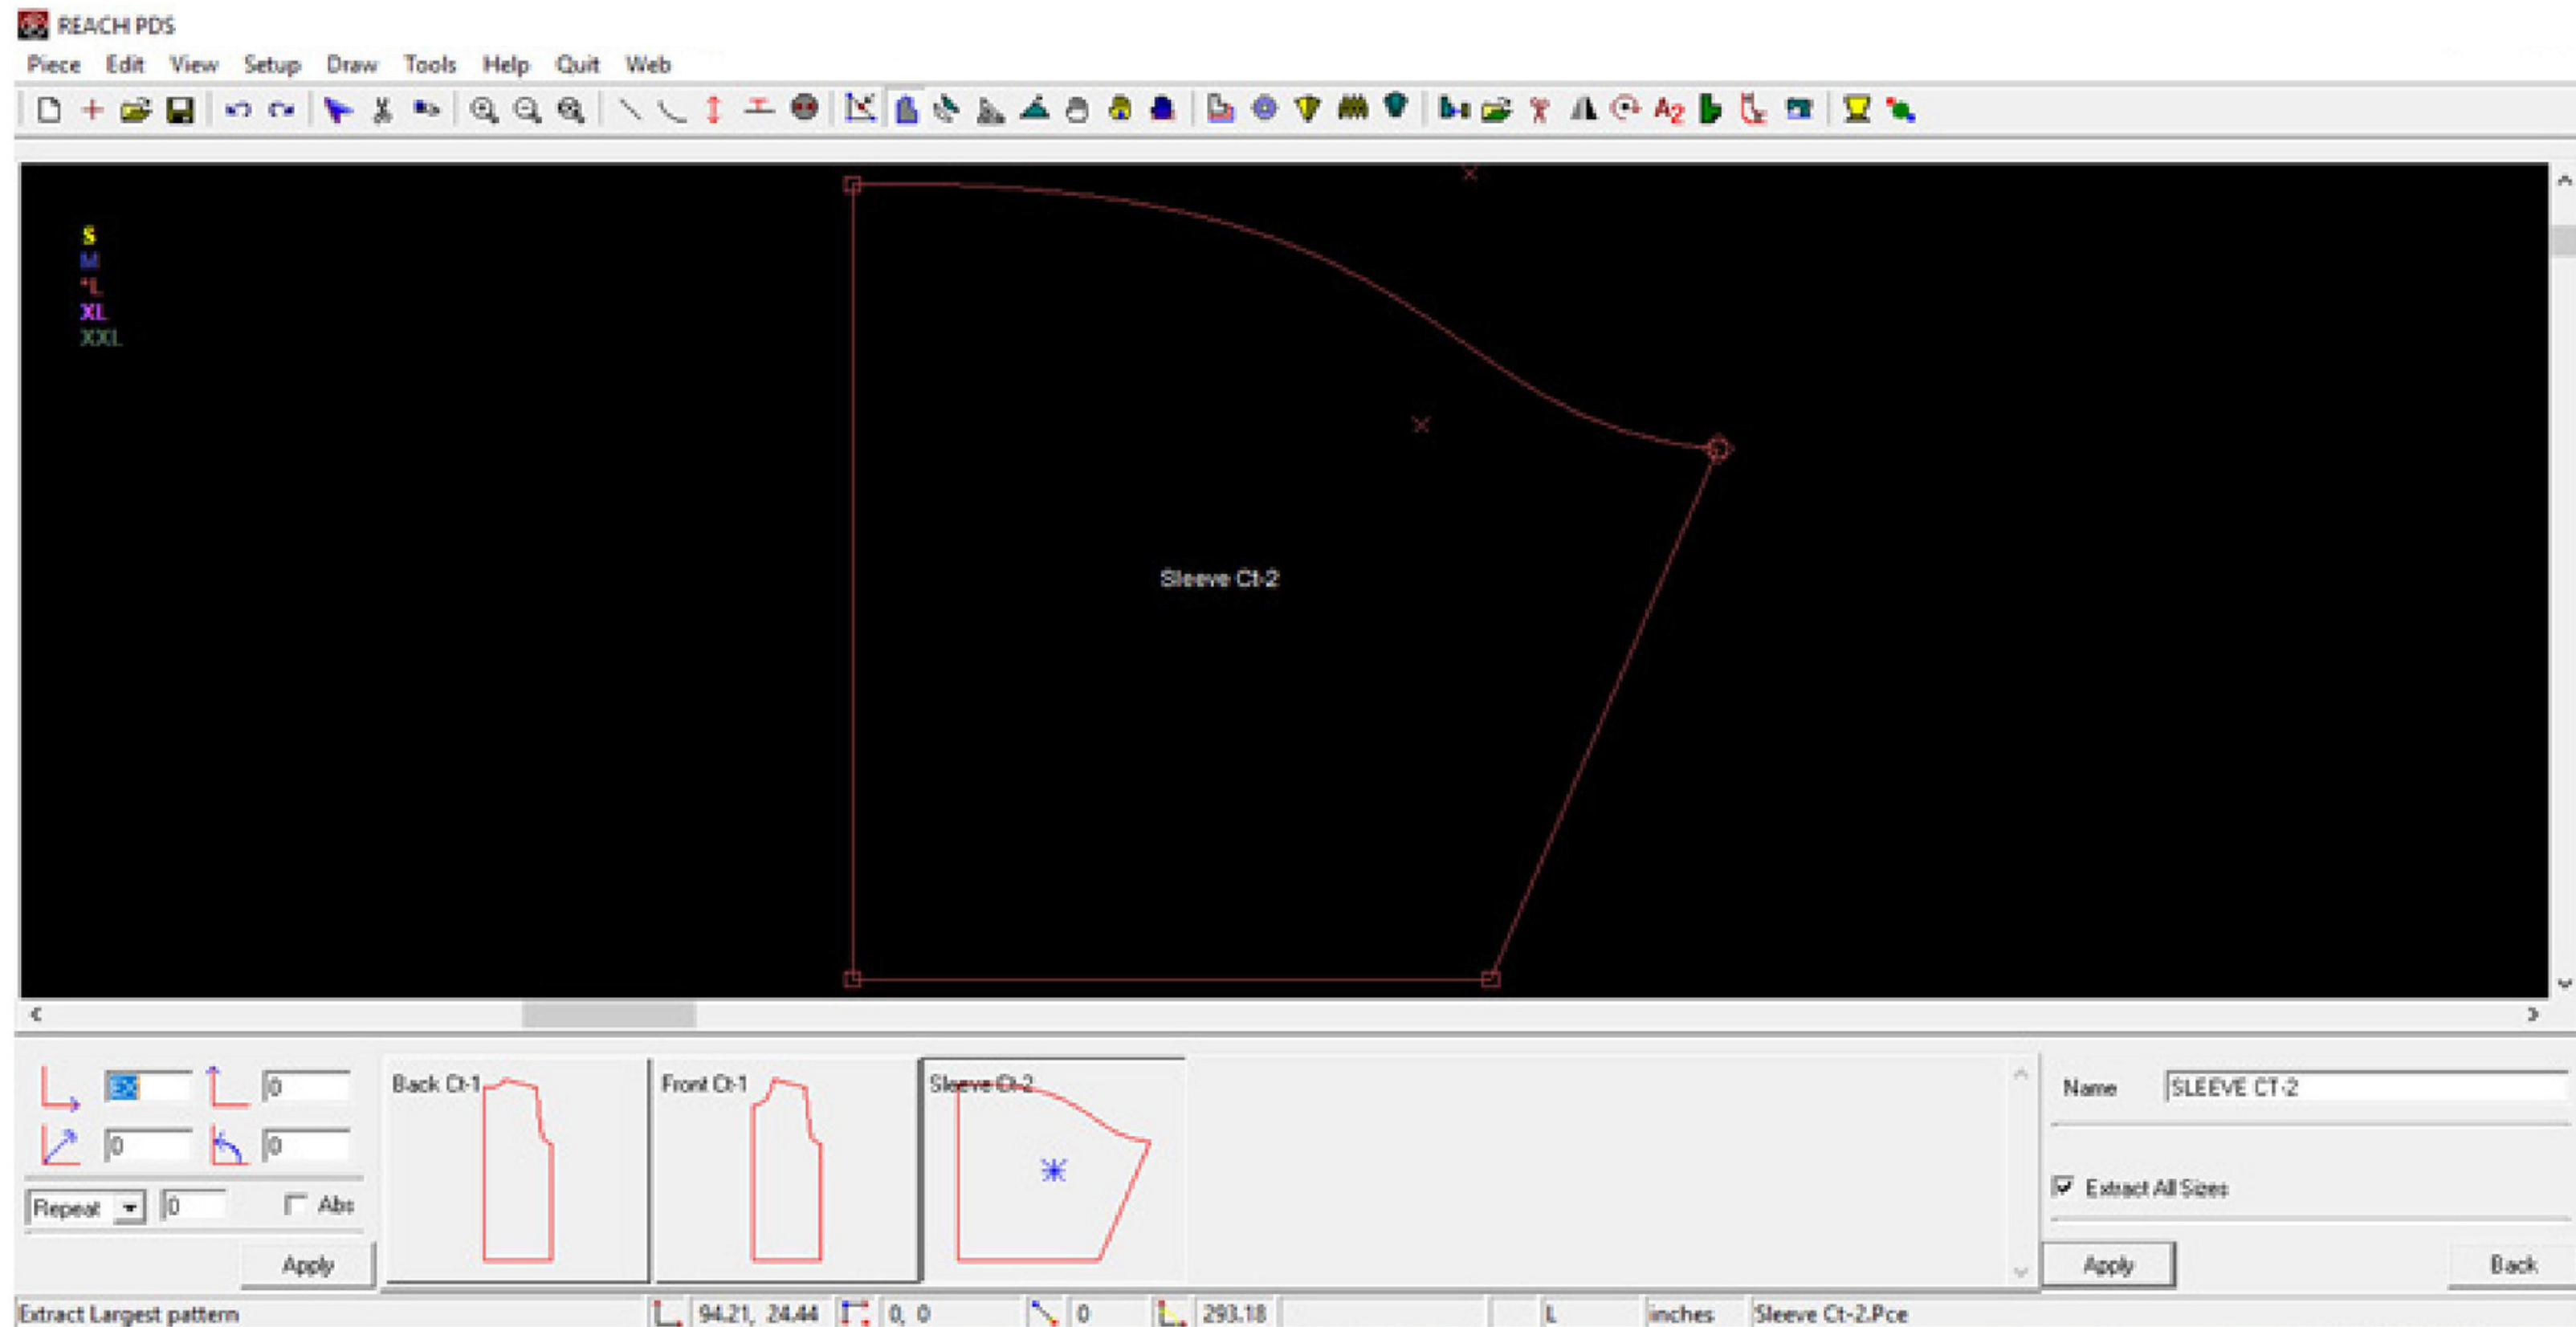 REACH PDS
Piece Edit View Setup Draw Tools Help Quit Web
A2
S
M
*L
XL
XXL
Sleeve Ct-2
EX 0
0 0
Repeat 0 Abs
Apply
Back Ct-1
Front Ct-1
Sleeve Ct-2
Name SLEEVE CT-2
Extract All Sizes
Apply Back
Extract Largest pattern 94.21, 24.44 0, 0 0 293.18 L inches Sleeve Ct-2.Pce